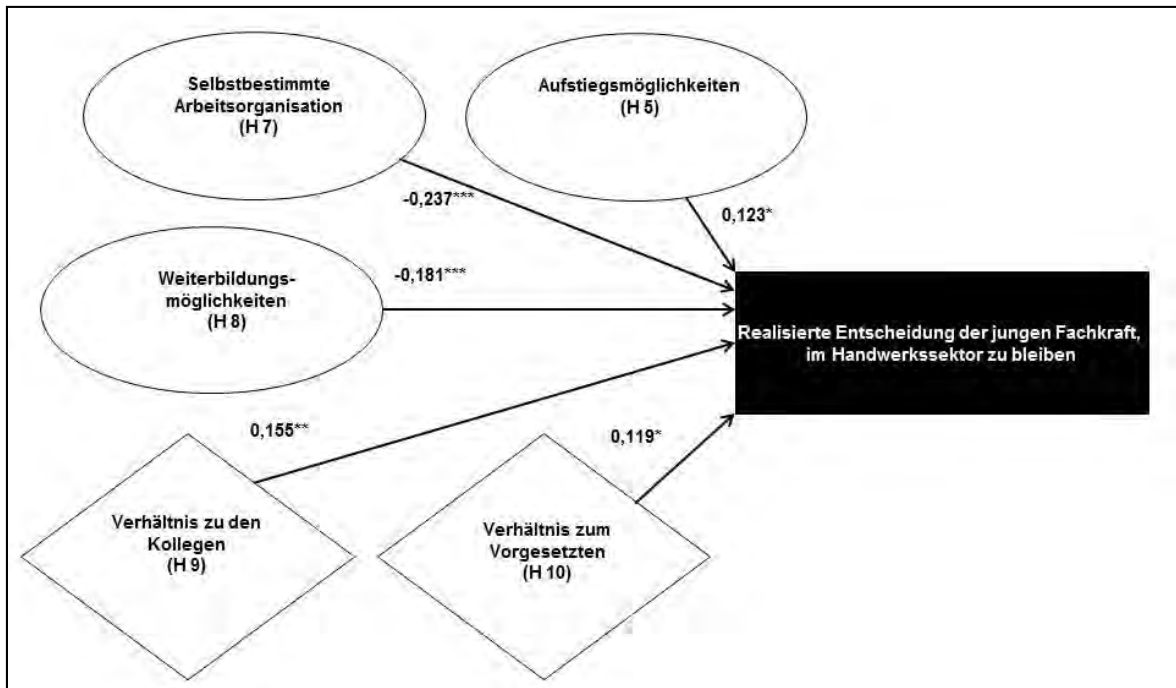 Selbstbestimmte
Arbeitsorganisation
(H 7)
Aufstiegsmöglichkeiten
(H 5)
-0,237***
0,123*
Weiterbildungs-
möglichkeiten
(H 8)
-0,181***
Realisierte Entscheidung der jungen Fachkraft,
im Handwerkssektor zu bleiben
0,155**
0,119*
Verhältnis zu den
Kollegen
(H 9)
Verhältnis zum
Vorgesetzten
(H 10)